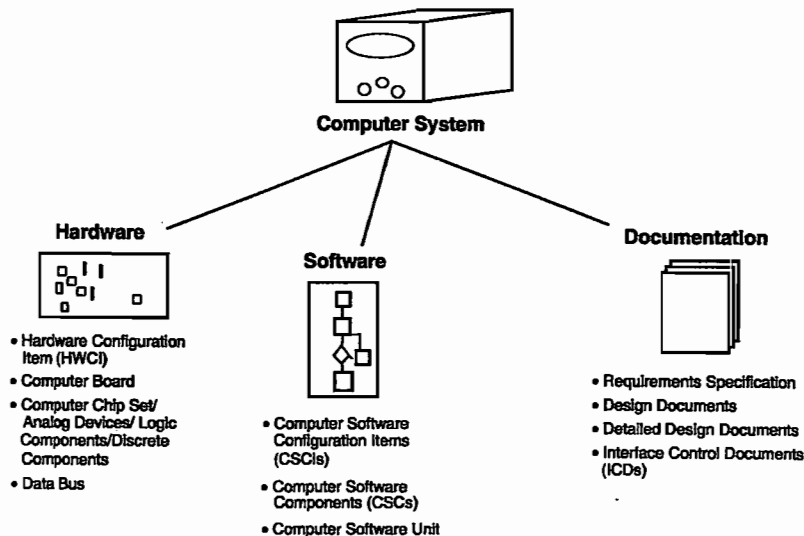 Computer System
Hardware
• Hardware Configuration
Item (HWCI)
• Computer Board
• Computer Chip Set/
Analog Devices/ Logic
Components/Discrete
Components
• Data Bus
Software
• Computer Software
Configuration Items
(CSCIs)
• Computer Software
Components (CSCs)
• Computer Software Unit
Documentation
• Requirements Specification
• Design Documents
• Detailed Design Documents
• Interface Control Documents
(ICDs)